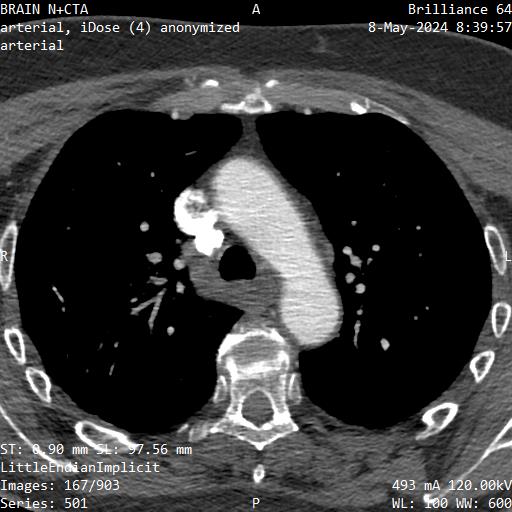 BRAIN N+CTA A Brilliance 64
arterial, iDose (4) anonymized 8-May-2024 8:39:57
arterial
R L
ST: 0.90 mm SL: 97.56 mm
LittleEndianImplicit
Images: 167/903 493 mA 120.00kV
Series: 501 P WL: 100 WW: 600